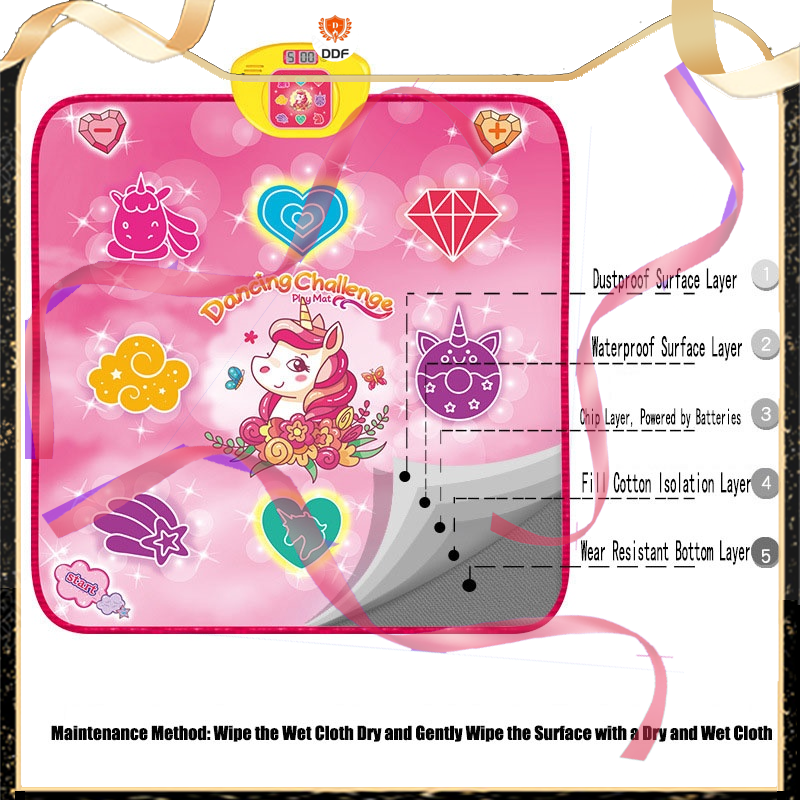 D
DDF
5 00
Dancing Challenge
Play Mat
Dustproof Surface Layer 1
Waterproof Surface Layer 2
Chip Layer, Powered by Batteries 3
Fill Cotton Isolation Layer 4
Wear Resistant Bottom Layer 5
Start
Maintenance Method: Wipe the Wet Cloth Dry and Gently Wipe the Surface with a Dry and Wet Cloth